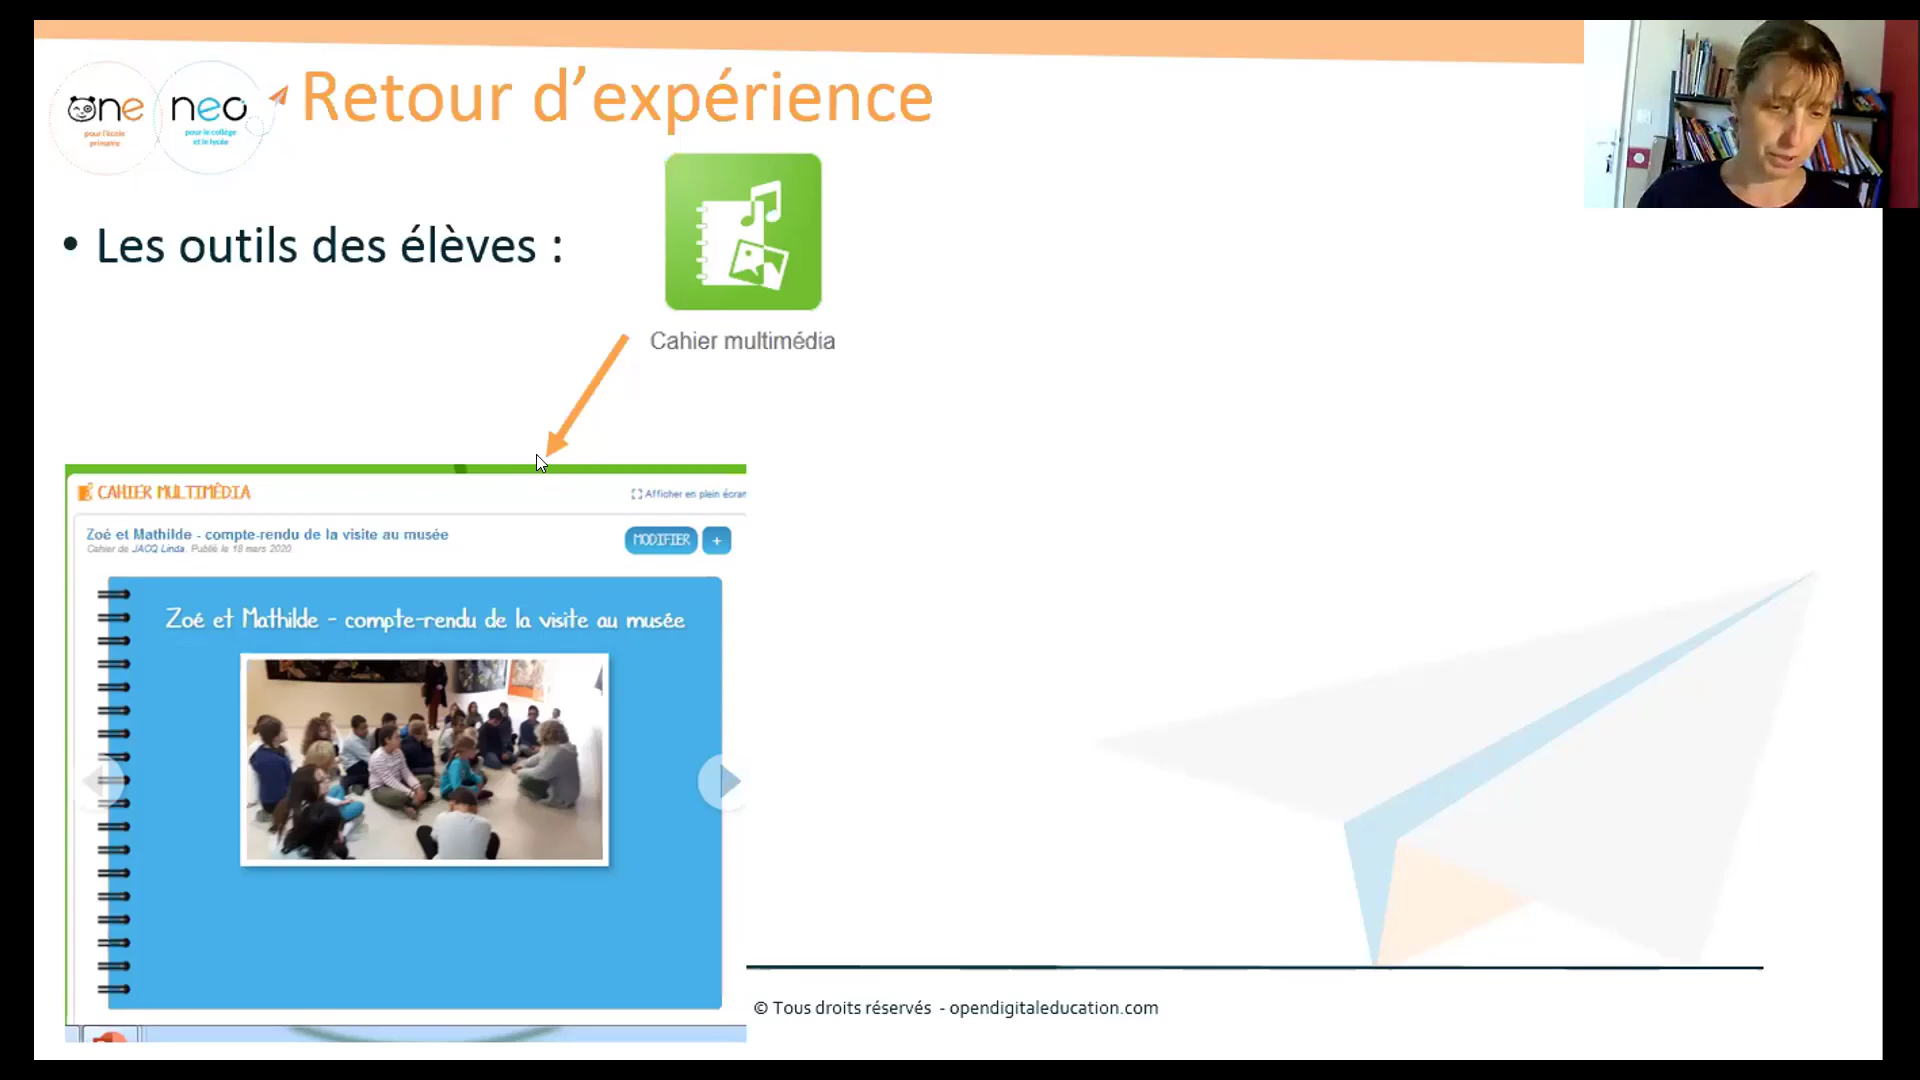 one
pour l'école
primaire
neo
pour le collège
et le lycée
Retour d’expérience
• Les outils des élèves :
Cahier multimédia
CAHIER MULTIMÉDIA
Afficher en plein écran
Zoé et Mathilde - compte-rendu de la visite au musée
Cahier de JACQ Linda. Publié le 18 mars 2020
MODIFIER
+
Zoé et Mathilde - compte-rendu de la visite au musée
© Tous droits réservés - opendigitaleducation.com